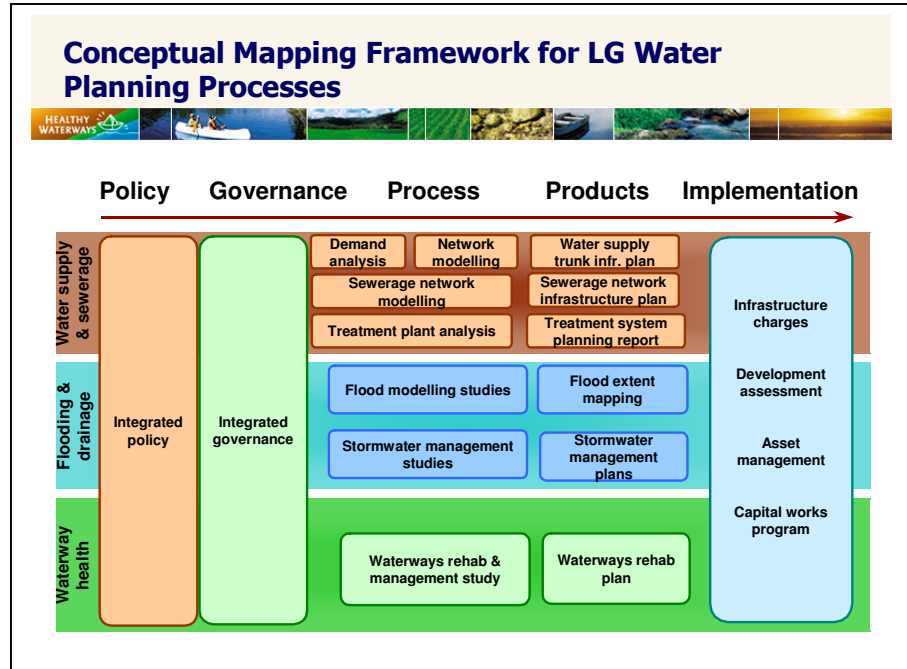 Conceptual Mapping Framework for LG Water
Planning Processes
HEALTHY
WATERWAYS
Policy
Governance
Process
Products
Implementation
Water supply
& sewerage
Demand
analysis
Network
modelling
Water supply
trunk infr. plan
Sewerage network
modelling
Sewerage network
infrastructure plan
Treatment plant analysis
Treatment system
planning report
Flooding &
drainage
Integrated
policy
Integrated
governance
Flood modelling studies
Flood extent
mapping
Stormwater management
studies
Stormwater
management
plans
Waterway
health
Waterways rehab &
management study
Waterways rehab
plan
Infrastructure
charges
Development
assessment
Asset
management
Capital works
program